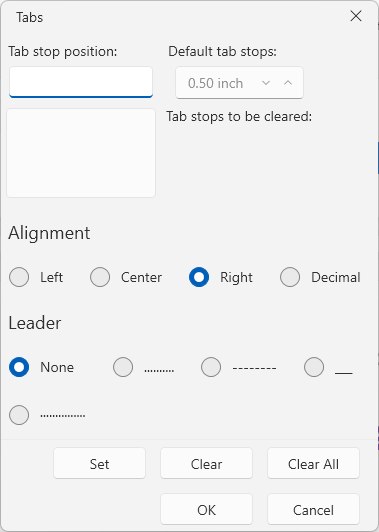 Tabs
Tab stop position: Default tab stops:
0.50 inch
Tab stops to be cleared:
Alignment
Left Center Right Decimal
Leader
None .......... -------- __
...............
Set Clear Clear All
OK Cancel